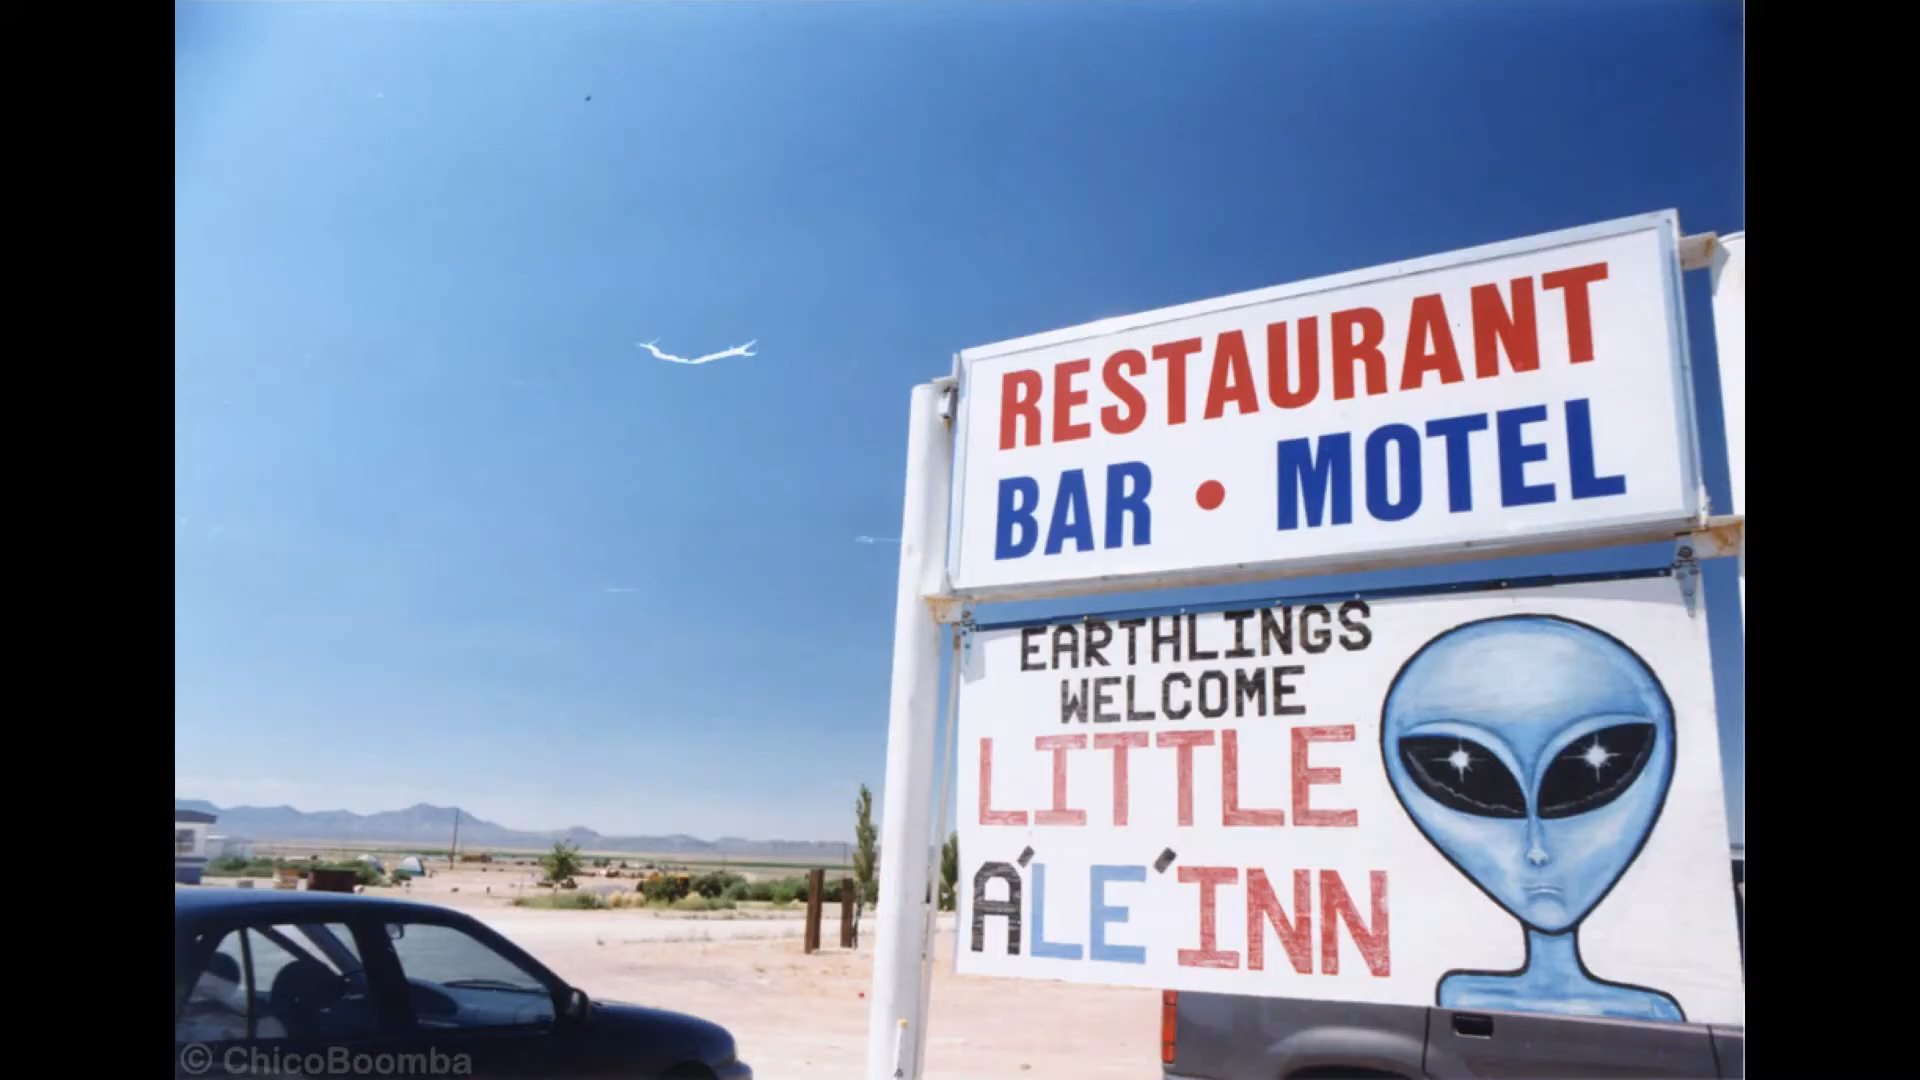 RESTAURANT
BAR • MOTEL
EARTHLINGS
WELCOME
LITTLE
A'LE'INN
© ChicoBoomba